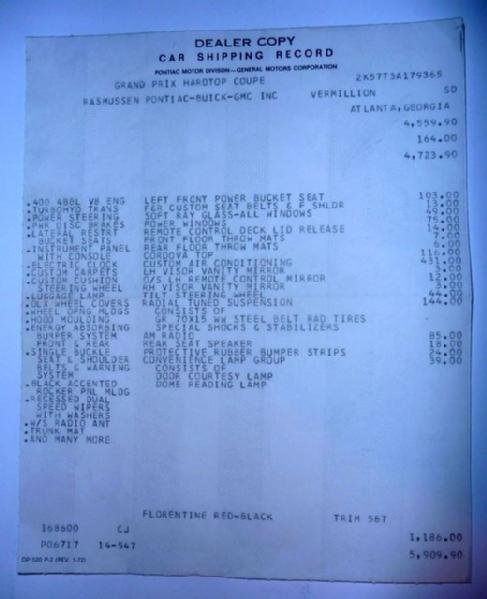 DEALER COPY
CAR SHIPPING RECORD
PONTIAC MOTOR DIVISION—GENERAL MOTORS CORPORATION
GRAND PRIX HARDTOP COUPE 2K57T3A179365
RASMUSSEN PONTIAC-BUICK-GMC INC VERMILLION SD
ATLANTA, GEORGIA
4,559.90
164.00
4,723.90
.400 4BBL V8 ENG LEFT FRONT POWER BUCKET SEAT 103.00
.TURBOHYD TRANS FOR CUSTOM SEAT BELTS & F SHLDR 13.00
.POWER STEERING SOFT RAY GLASS-ALL WINDOWS 49.00
.PWR DISC BRAKES POWER WINDOWS 75.00
.LATERAL RESTRE REMOTE CONTROL DECK LID RELEASE 14.00
BUCKET SEATS FRONT FLOOR THROW MATS 7.00
.INSTRUMENT PANEL REAR FLOOR THROW MATS 6.00
WITH CONSOLE CORDOVA TOP 116.00
.ELECTRIC CLOCK CUSTOM AIR CONDITIONING 431.00
.CUSTOM CARPETS LH VISOR VANITY MIRROR 3.00
.CUSTOM CUSHION D/S LH REMOTE CONTROL MIRROR 12.00
STEERING WHEEL RH VISOR VANITY MIRROR 3.00
.LUGGAGE LAMP TILT STEERING WHEEL 44.00
.DLX WHEEL COVERS RADIAL TUNED SUSPENSION 144.00
.WHEEL OPNG MLDGS CONSISTS OF
.HOOD MOULDING GR 70X15 WW STEEL BELT RAD TIRES
.ENERGY ABSORBING SPECIAL SHOCKS & STABILIZERS
BUMPER SYSTEM AM RADIO 85.00
FRONT & REAR REAR SEAT SPEAKER 18.00
.SINGLE BUCKLE PROTECTIVE RUBBER BUMPER STRIPS 24.00
SEAT & SHOULDER CONVENIENCE LAMP GROUP 39.00
BELTS & WARNING CONSISTS OF
SYSTEM DOOR COURTESY LAMP
.BLACK ACCENTED DOME READING LAMP
ROCKER PNL MLDG
.RECESSED DUAL
SPEED WIPERS
WITH WASHERS
.W/S RADIO ANT
.TRUNK MAT
.AND MANY MORE
FLORENTINE RED-BLACK TRIM 567
168600 CJ
PO6717 14-547
1,186.00
5,909.90